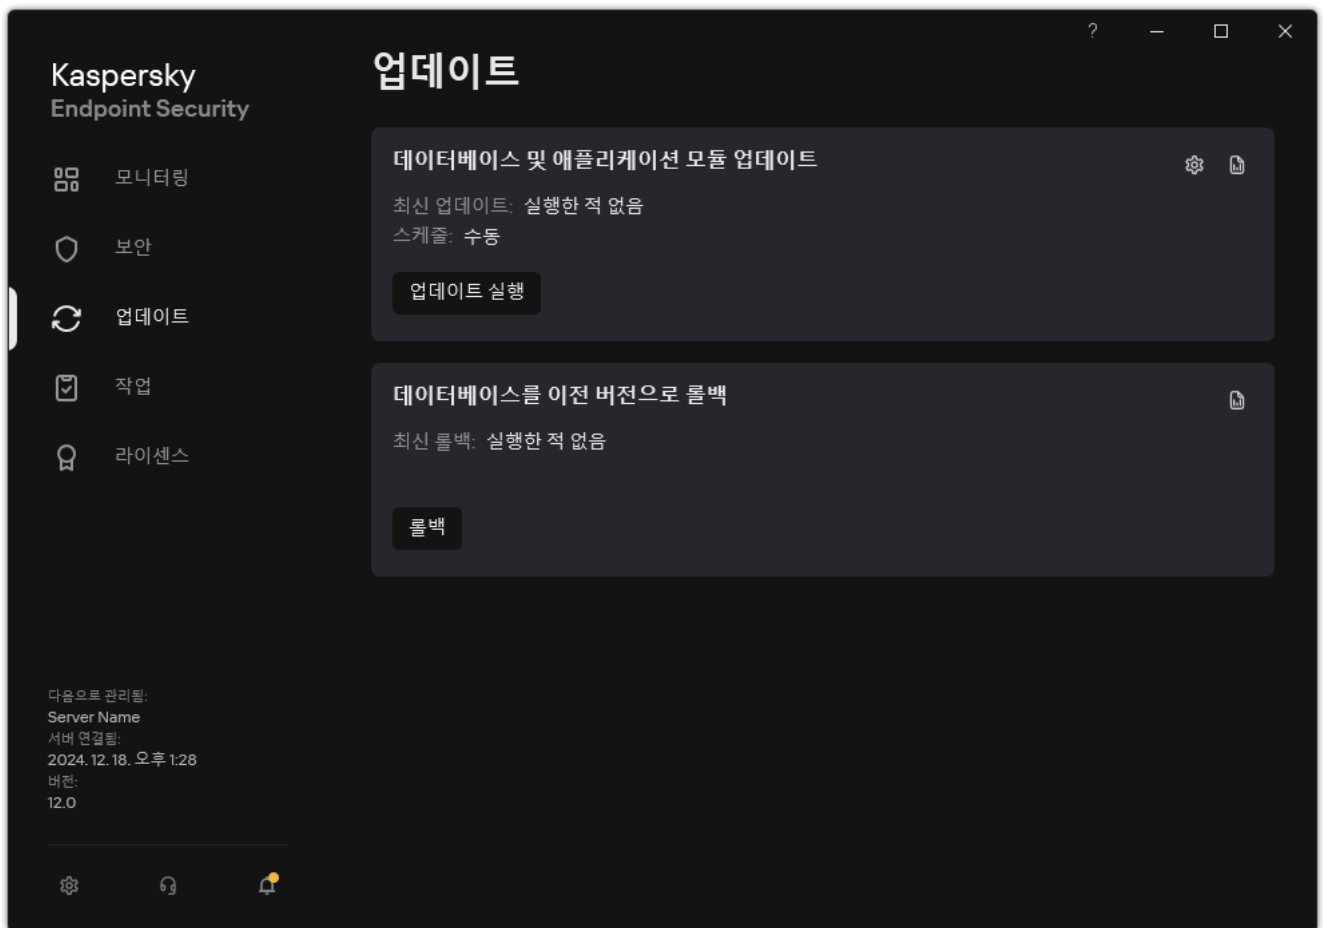 ?
Kaspersky
Endpoint Security
모니터링
보안
업데이트
작업
라이센스
다음으로 관리됨:
Server Name
서버 연결됨:
2024. 12. 18. 오후 1:28
버전:
12.0
업데이트
데이터베이스 및 애플리케이션 모듈 업데이트
최신 업데이트: 실행한 적 없음
스케줄: 수동
업데이트 실행
데이터베이스를 이전 버전으로 롤백
최신 롤백: 실행한 적 없음
롤백